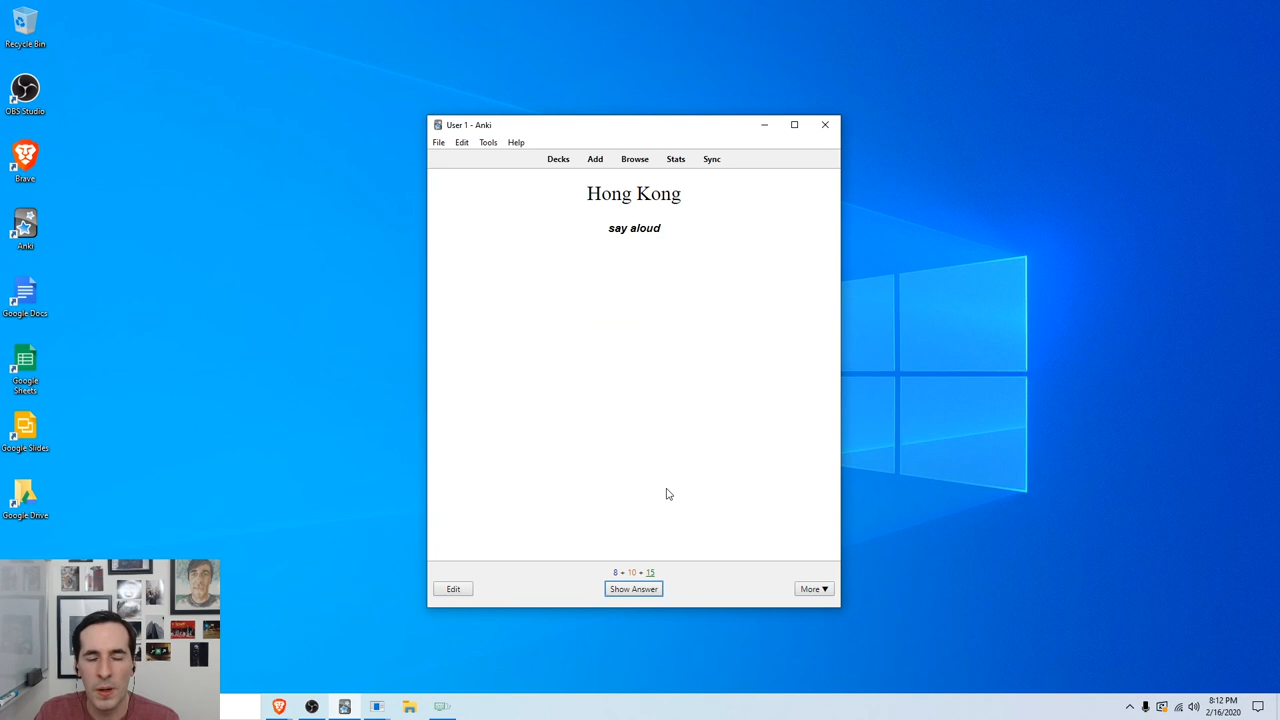 Recycle Bin
OBS Studio
Brave
Anki
Google Docs
Google
Sheets
Google Slides
Google Drive
User 1 - Anki
File Edit Tools Help
Decks Add Browse Stats Sync
Hong Kong
say aloud
8 + 10 + 15
Edit Show Answer More ▼
8:12 PM
2/16/2020